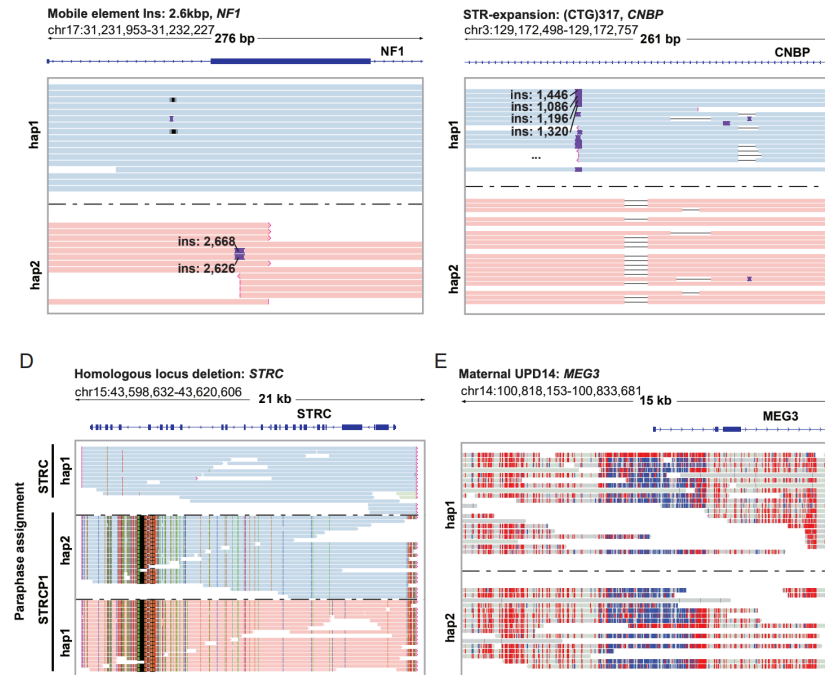 Mobile element Ins: 2.6kbp, NF1
chr17:31,231,953-31,232,227
276 bp
NF1
hap1
hap2
ins: 2,668
ins: 2,626
STR-expansion: (CTG)317, CNBP
chr3:129,172,498-129,172,757
261 bp
CNBP
hap1
hap2
ins: 1,446
ins: 1,086
ins: 1,196
ins: 1,320
...
D
Homologous locus deletion: STRC
chr15:43,598,632-43,620,606
21 kb
STRC
Paraphase assignment
STRC
hap1
STRCP1
hap2
hap1
E
Maternal UPD14: MEG3
chr14:100,818,153-100,833,681
15 kb
MEG3
hap1
hap2